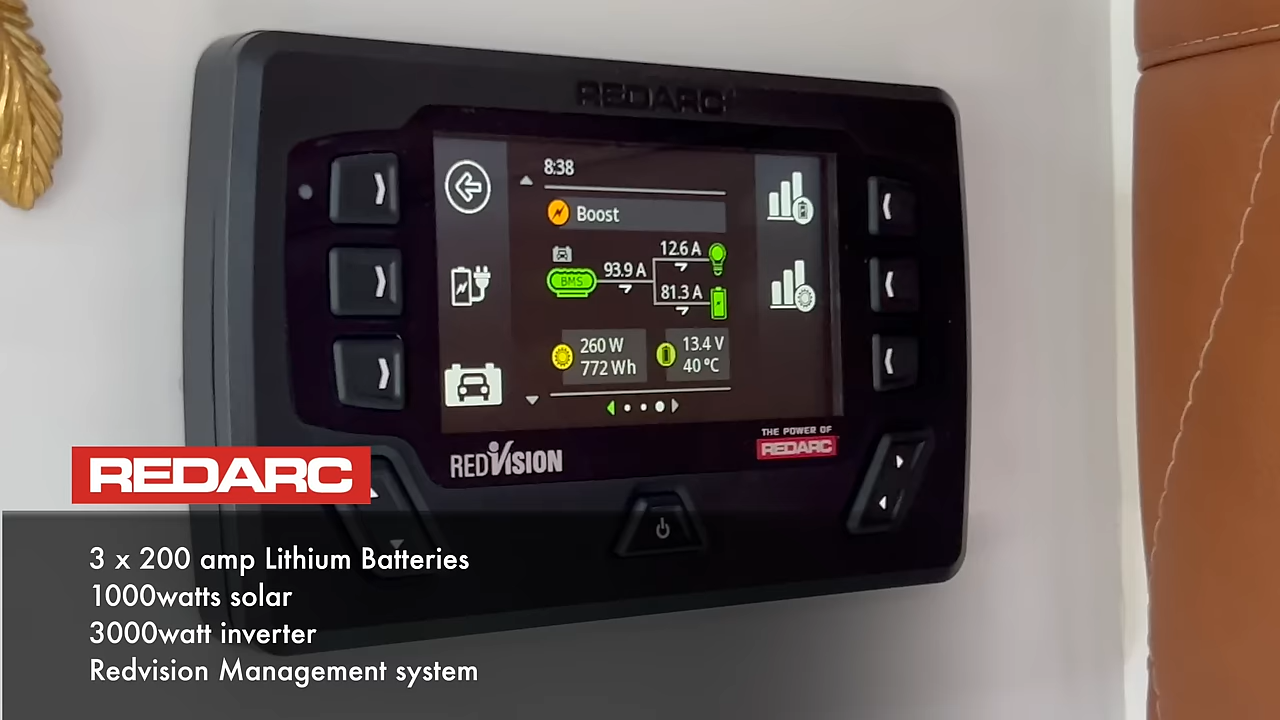 REDARC
8:38
Boost
12.6 A
93.9 A
BMS
81.3 A
260 W
772 Wh
13.4 V
40 °C
REDVISION
THE POWER OF
REDARC
REDARC
3 x 200 amp Lithium Batteries
1000watts solar
3000watt inverter
Redvision Management system